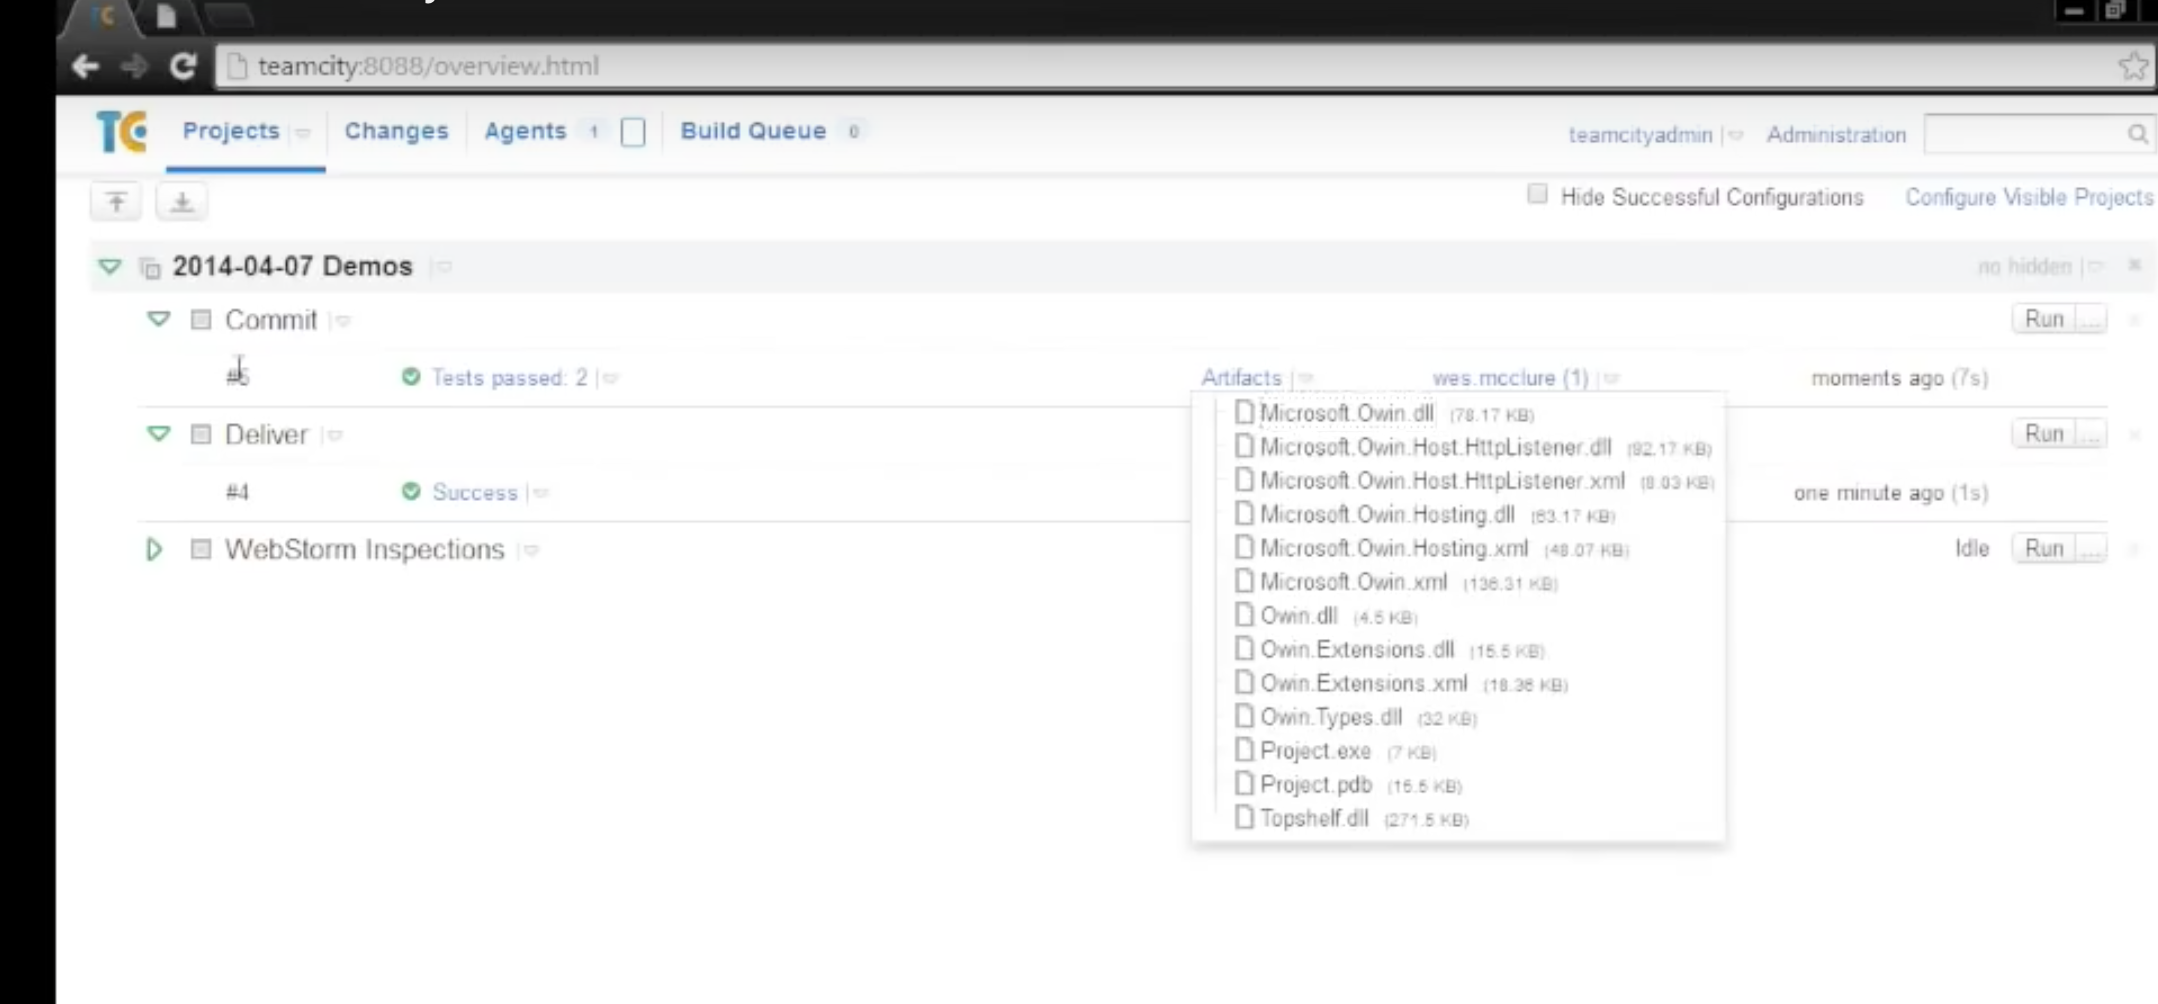 teamcity:8088/overview.html
TC Projects Changes Agents 1 Build Queue 0 teamcityadmin Administration
Hide Successful Configurations Configure Visible Projects
2014-04-07 Demos no hidden
Commit Run ...
Tests passed: 2 Artifacts wes.mcclure (1) moments ago (7s)
Microsoft.Owin.dll (78.17 KB)
Deliver Run ...
Microsoft.Owin.Host.HttpListener.dll (92.17 KB)
Microsoft.Owin.Host.HttpListener.xml (8.03 KB)
#4 Success one minute ago (1s)
Microsoft.Owin.Hosting.dll (63.17 KB)
WebStorm Inspections Idle Run ...
Microsoft.Owin.Hosting.xml (48.07 KB)
Microsoft.Owin.xml (136.31 KB)
Owin.dll (4.5 KB)
Owin.Extensions.dll (15.5 KB)
Owin.Extensions.xml (18.36 KB)
Owin.Types.dll (32 KB)
Project.exe (7 KB)
Project.pdb (15.5 KB)
Topshelf.dll (271.5 KB)